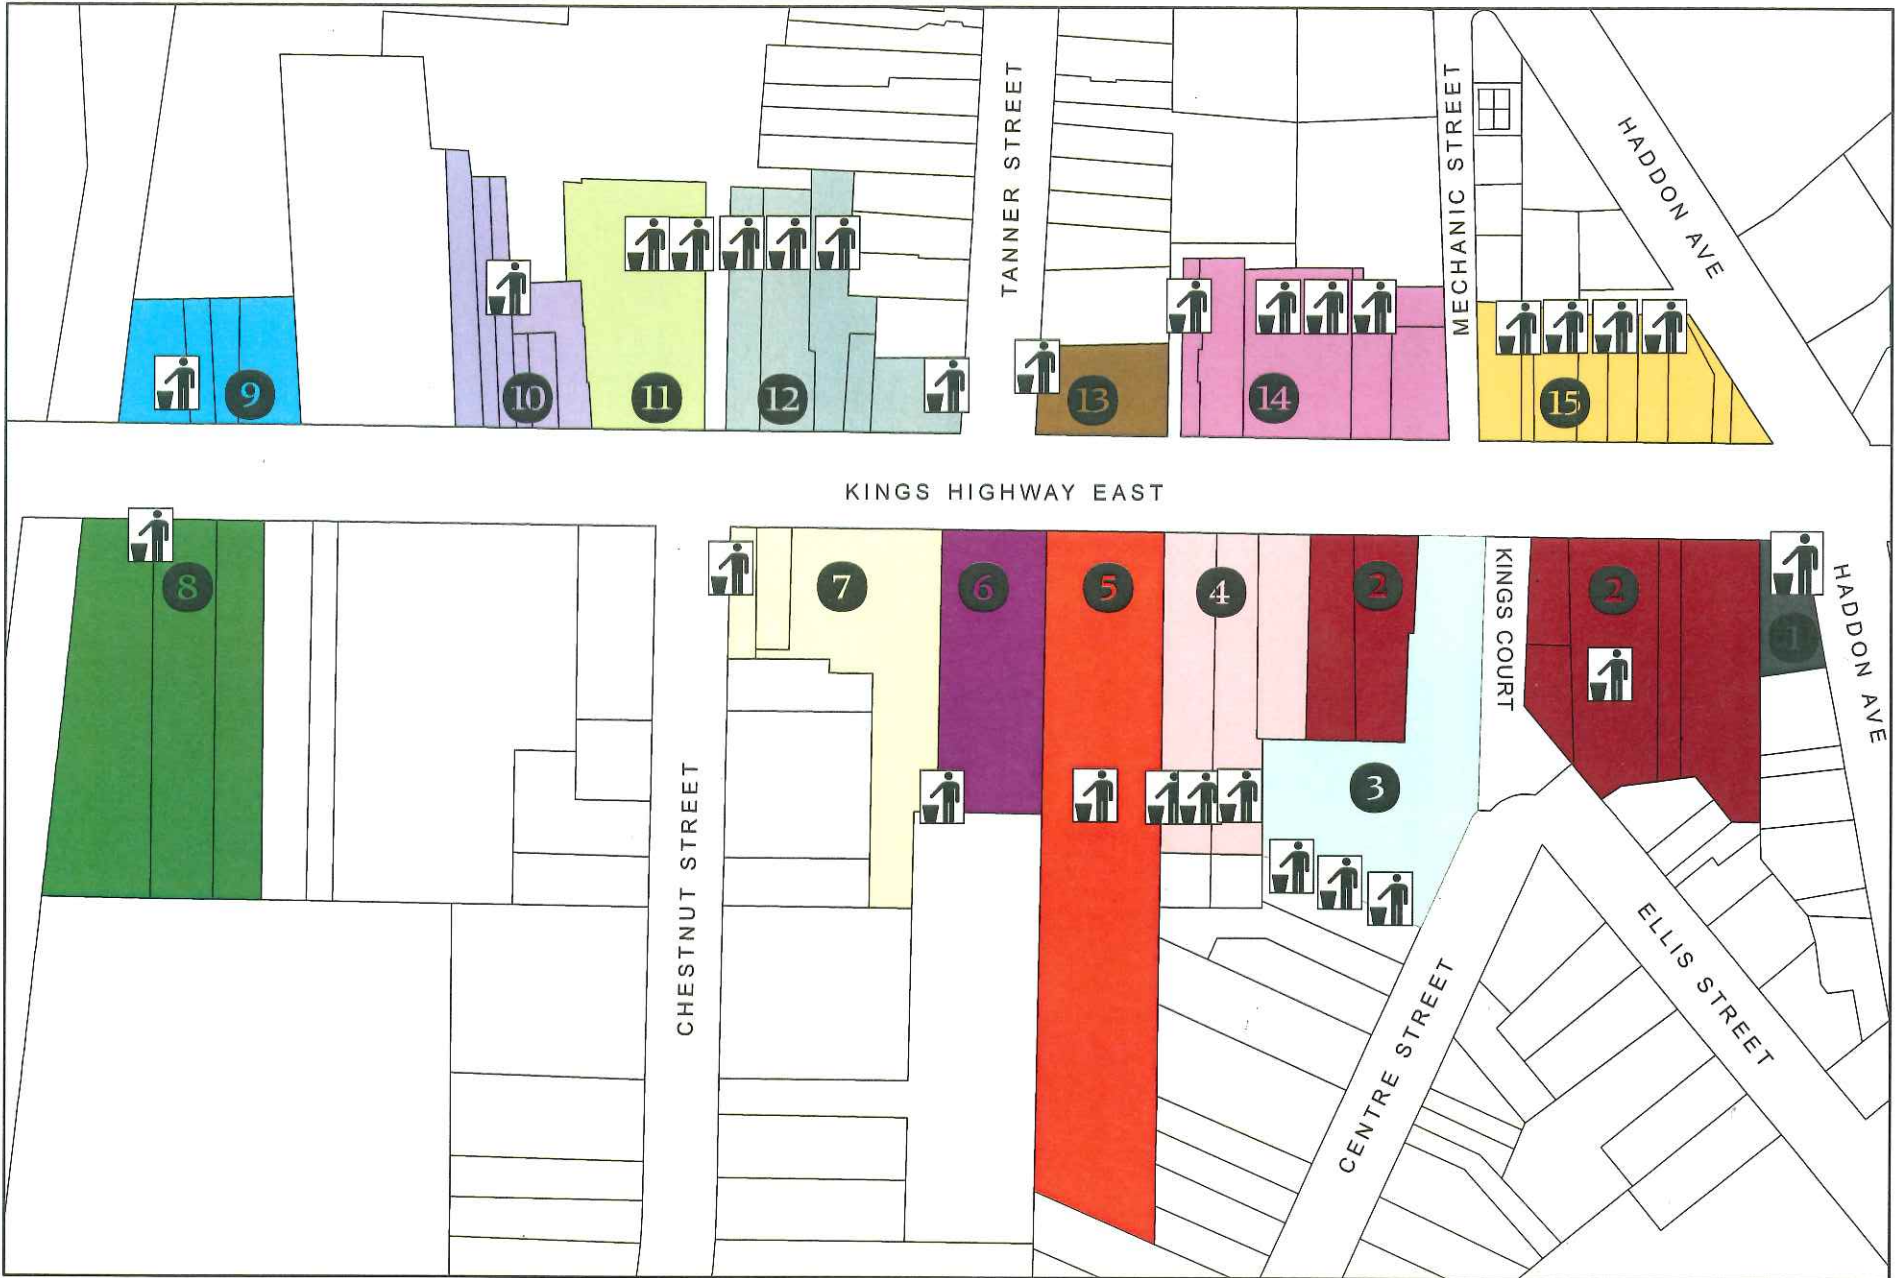 TANNER STREET
MECHANIC STREET
HADDON AVE
9
10
11
12
13
14
15
KINGS HIGHWAY EAST
8
7
6
5
4
2
KINGS COURT
2
1
HADDON AVE
3
CHESTNUT STREET
CENTRE STREET
ELLIS STREET